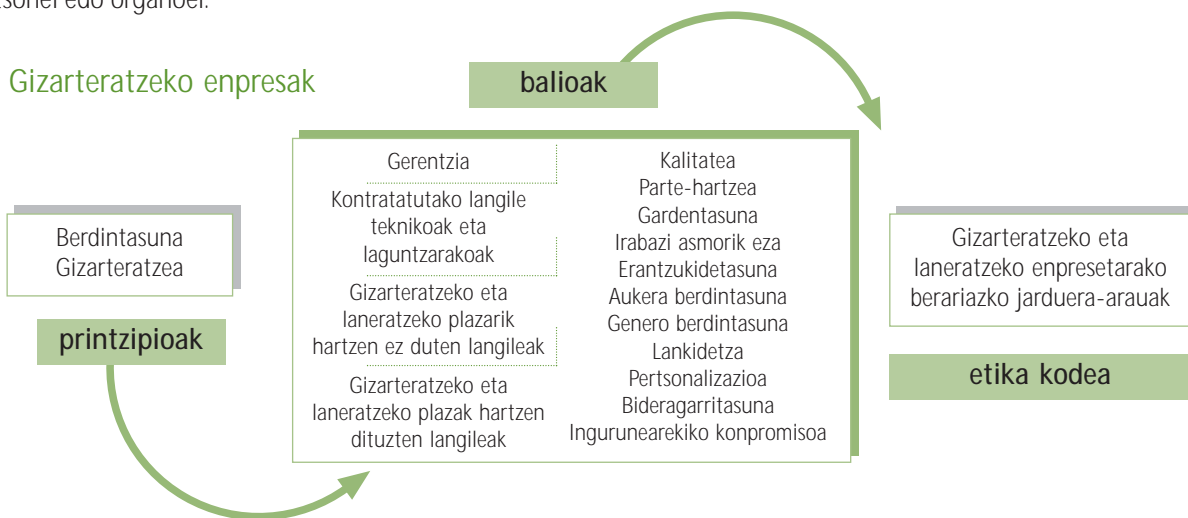 edo organoei.
Gizarteratzeko enpresak
balioak
Berdintasuna
Gizarteratzea
printzipioak
Gerentzia
Kontratatutako langile
teknikoak eta
laguntzarakoak
Gizarteratzeko eta
laneratzeko plazarik
hartzen ez duten langileak
Gizarteratzeko eta
laneratzeko plazak hartzen
dituzten langileak
Kalitatea
Parte-hartzea
Gardentasuna
Irabazi asmorik eza
Erantzukidetasuna
Aukera berdintasuna
Genero berdintasuna
Lankidetza
Pertsonalizazioa
Bideragarritasuna
Ingurunearekiko konpromisoa
Gizarteratzeko eta
laneratzeko enpresetarako
berariazko jarduera-arauak
etika kodea